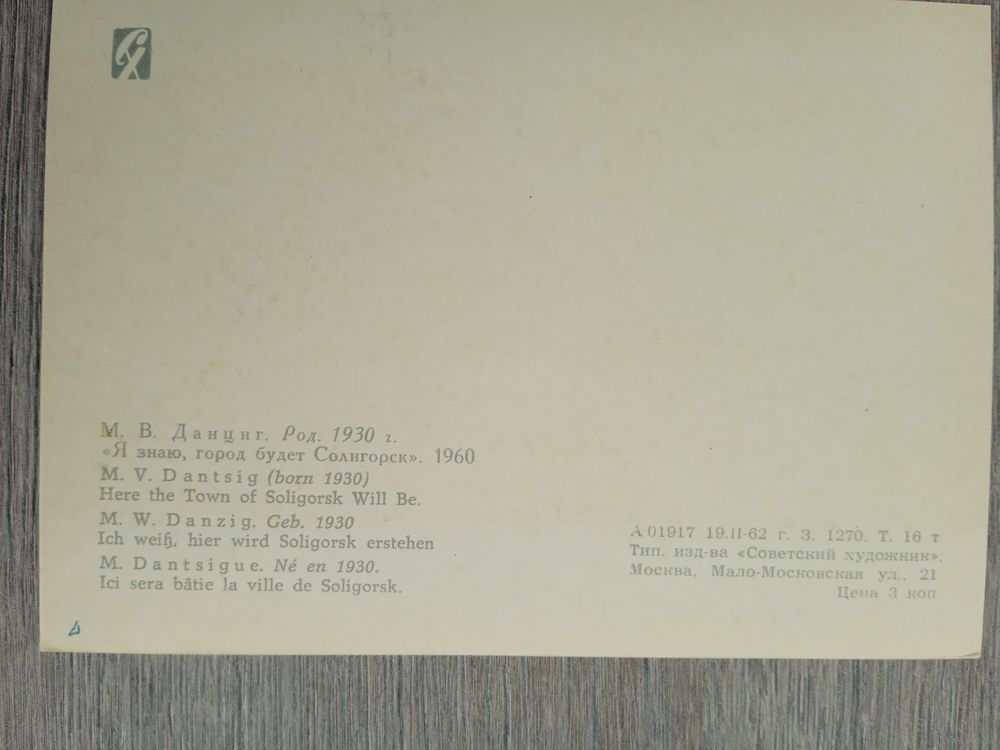 М. В. Данциг. Род. 1930 г.
«Я знаю, город будет Солигорск». 1960
M. V. Dantsig (born 1930)
Here the Town of Soligorsk Will Be.
M. W. Danzig. Geb. 1930
Ich weiß, hier wird Soligorsk erstehen
M. Dantsigue. Né en 1930.
Ici sera bâtie la ville de Soligorsk.
А 01917 19.II-62 г. З. 1270. Т. 16 т
Тип. изд-ва «Советский художник».
Москва, Мало-Московская ул., 21
Цена 3 коп.